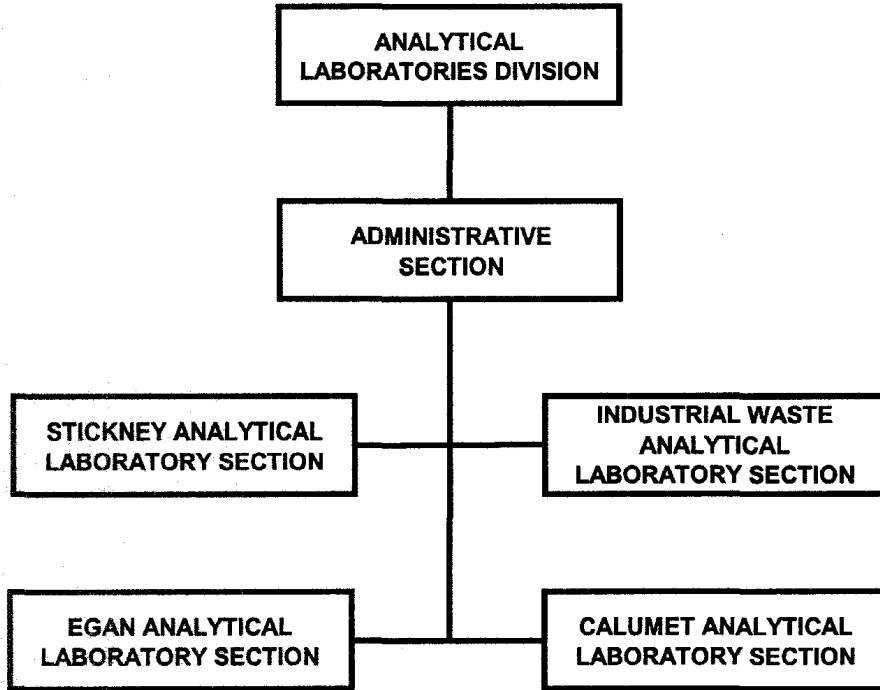 ANALYTICAL
LABORATORIES DIVISION
ADMINISTRATIVE
SECTION
STICKNEY ANALYTICAL
LABORATORY SECTION
INDUSTRIAL WASTE
ANALYTICAL
LABORATORY SECTION
EGAN ANALYTICAL
LABORATORY SECTION
CALUMET ANALYTICAL
LABORATORY SECTION